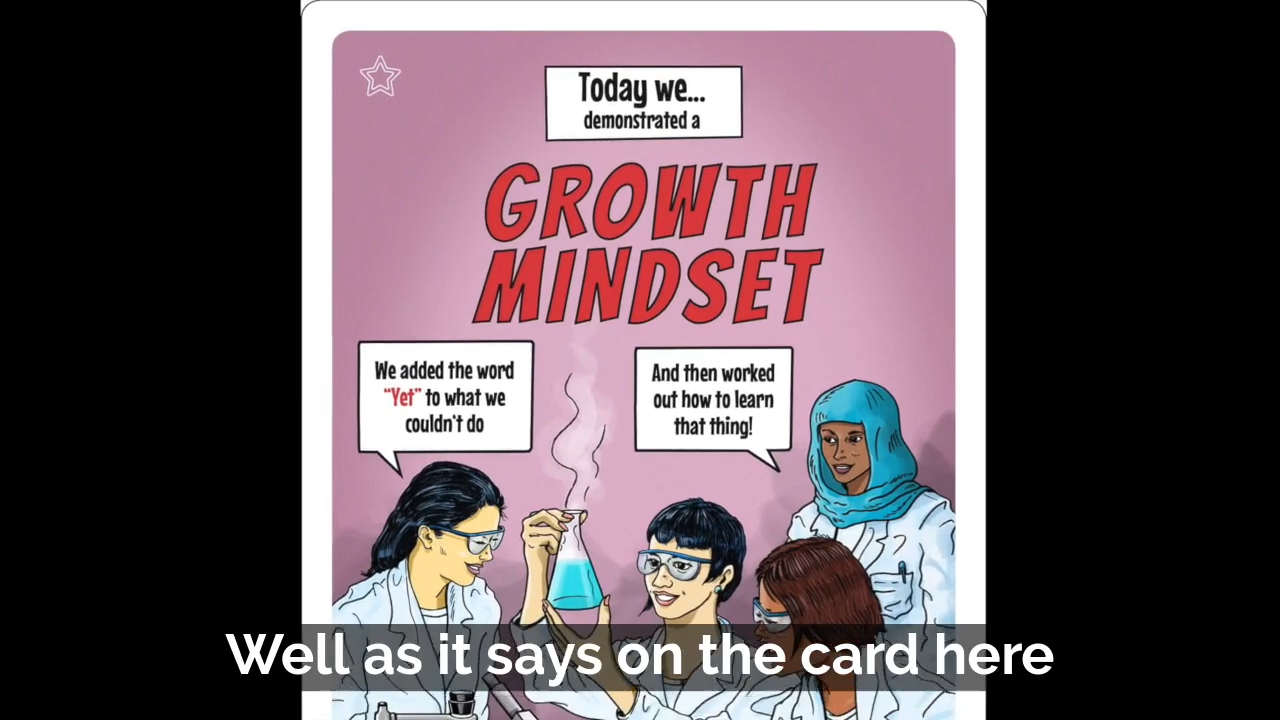 Today we...
demonstrated a
GROWTH
MINDSET
We added the word
“Yet” to what we
couldn't do
And then worked
out how to learn
that thing!
Well as it says on the card here